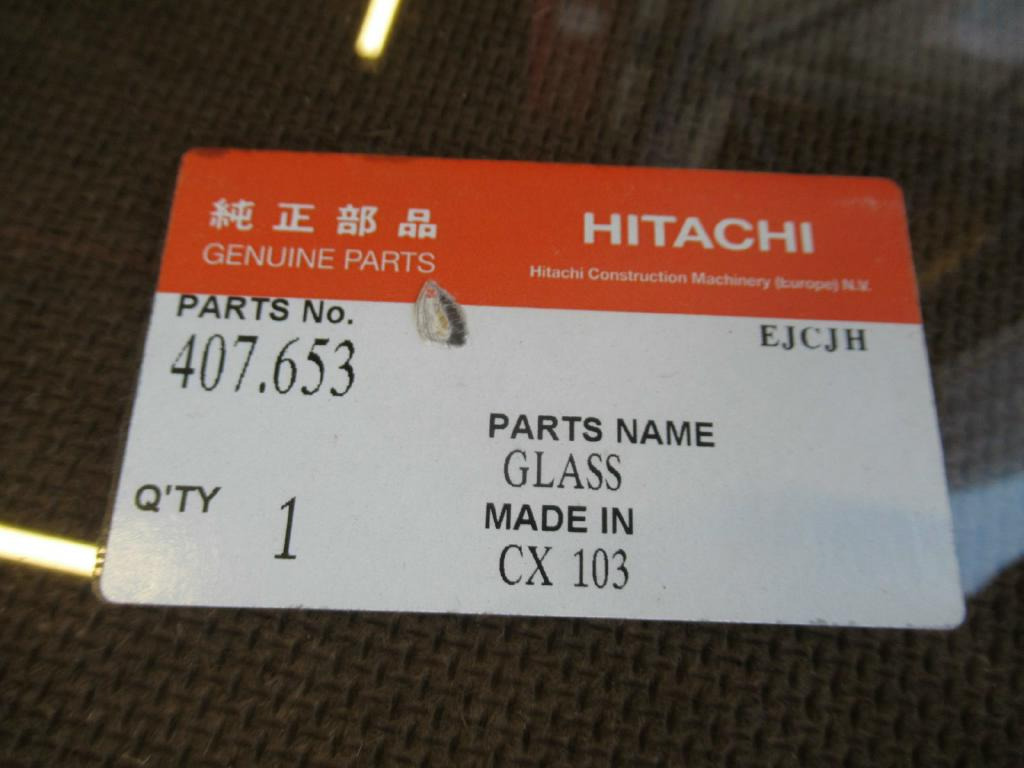 純正部品
GENUINE PARTS
HITACHI
Hitachi Construction Machinery (Europe) N.V.
PARTS No.
407.653
EJCJH
PARTS NAME
GLASS
Q'TY 1
MADE IN
CX 103